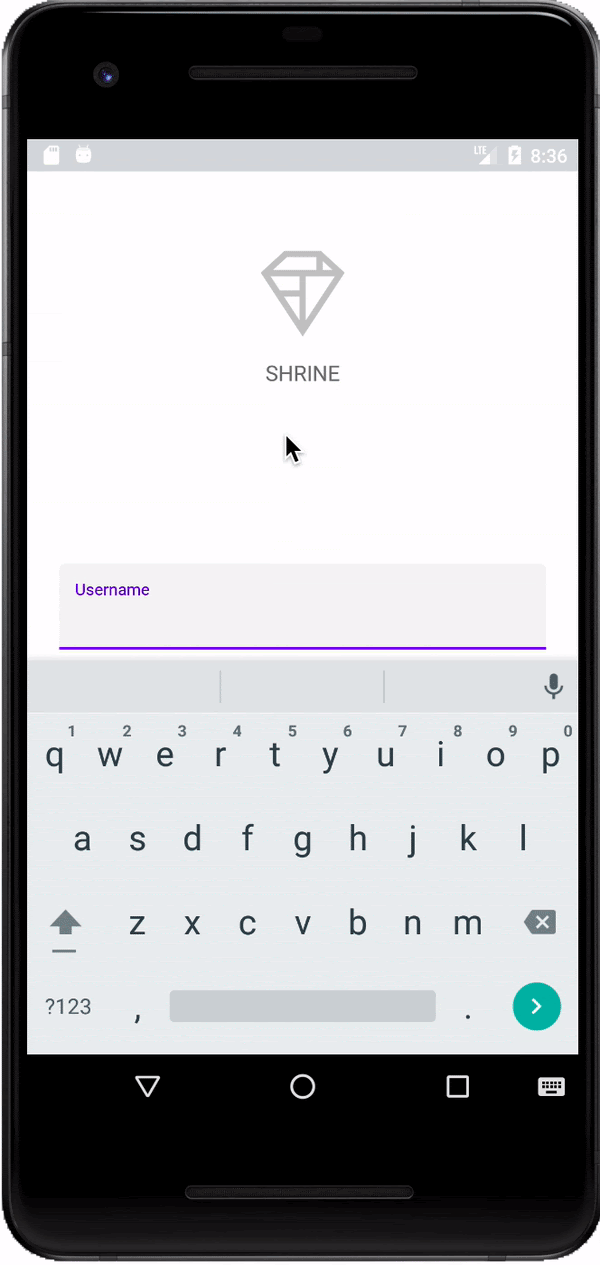 LTE 8:36
SHRINE
Username
1 2 3 4 5 6 7 8 9 0
q w e r t y u i o p
a s d f g h j k l
z x c v b n m
?123 , .